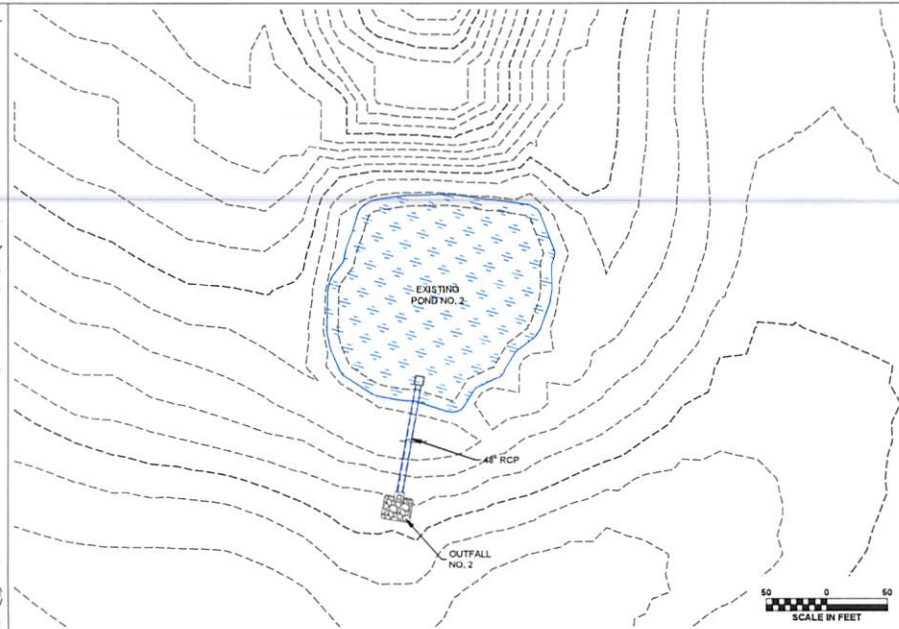 EXISTING
POND NO. 2
48" RCP
OUTFALL
NO. 2
50 0 50
SCALE IN FEET